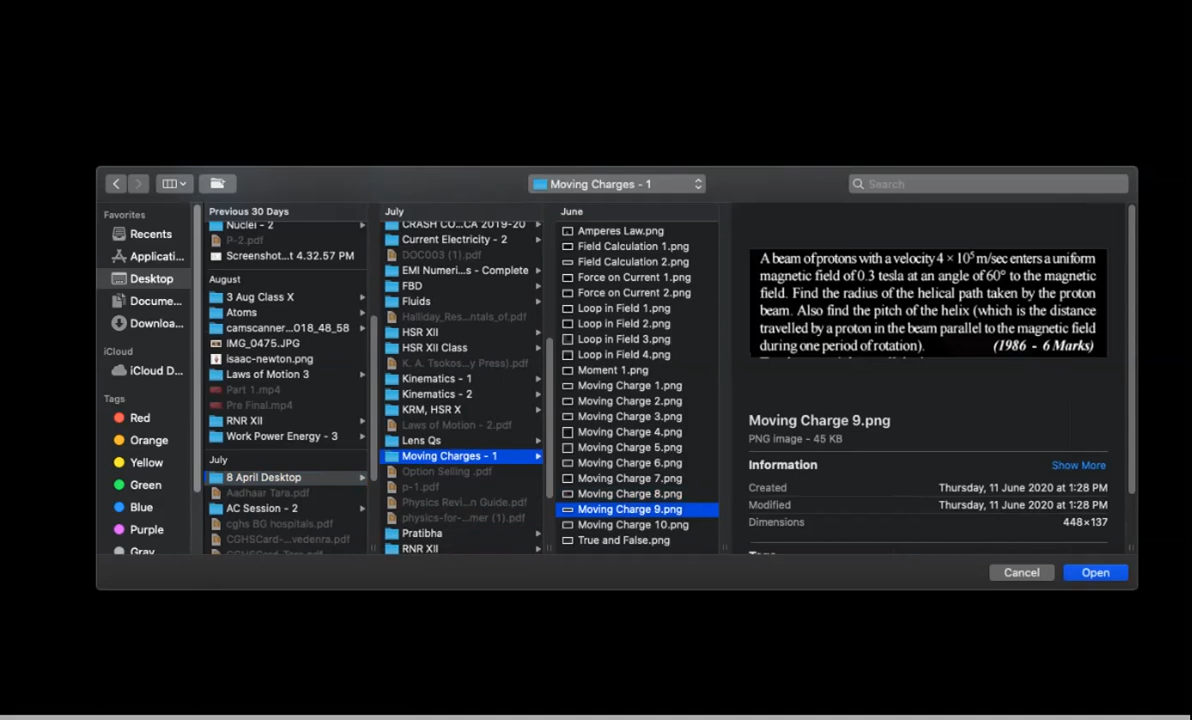 Moving Charges - 1
Search
Favorites
Recents
Applicati...
Desktop
Docume...
Downloa...
iCloud
iCloud D...
Tags
Red
Orange
Yellow
Green
Blue
Purple
Gray
Previous 30 Days
Nuclei - 2
P-2.pdf
Screenshot...t 4.32.57 PM
August
3 Aug Class X
Atoms
camscanner...018_48_58
IMG_0475.JPG
isaac-newton.png
Laws of Motion 3
Part 1.mp4
Pre Final.mp4
RNR XII
Work Power Energy - 3
July
8 April Desktop
Aadhaar Tara.pdf
AC Session - 2
cghs BG hospitals.pdf
CGHSCard-...vedenra.pdf
CGHSCard-Tara.pdf
July
CRASH CO...CA 2019-20
Current Electricity - 2
DOC003 (1).pdf
EMI Numeri...s - Complete
FBD
Fluids
Halliday_Res...ntals_of.pdf
HSR XII
HSR XII Class
K. A. Tsokos...y Press).pdf
Kinematics - 1
Kinematics - 2
KRM, HSR X
Laws of Motion - 2.pdf
Lens Qs
Moving Charges - 1
Option Selling .pdf
p-1.pdf
Physics Revi...n Guide.pdf
physics-for-...mer (1).pdf
Pratibha
RNR XII
June
Amperes Law.png
Field Calculation 1.png
Field Calculation 2.png
Force on Current 1.png
Force on Current 2.png
Loop in Field 1.png
Loop in Field 2.png
Loop in Field 3.png
Loop in Field 4.png
Moment 1.png
Moving Charge 1.png
Moving Charge 2.png
Moving Charge 3.png
Moving Charge 4.png
Moving Charge 5.png
Moving Charge 6.png
Moving Charge 7.png
Moving Charge 8.png
Moving Charge 9.png
Moving Charge 10.png
True and False.png
A beam of protons with a velocity 4 × 10⁵ m/sec enters a uniform
magnetic field of 0.3 tesla at an angle of 60° to the magnetic
field. Find the radius of the helical path taken by the proton
beam. Also find the pitch of the helix (which is the distance
travelled by a proton in the beam parallel to the magnetic field
during one period of rotation). (1986 - 6 Marks)
Moving Charge 9.png
PNG image - 45 KB
Information Show More
Created Thursday, 11 June 2020 at 1:28 PM
Modified Thursday, 11 June 2020 at 1:28 PM
Dimensions 448×137
Tags
Cancel Open